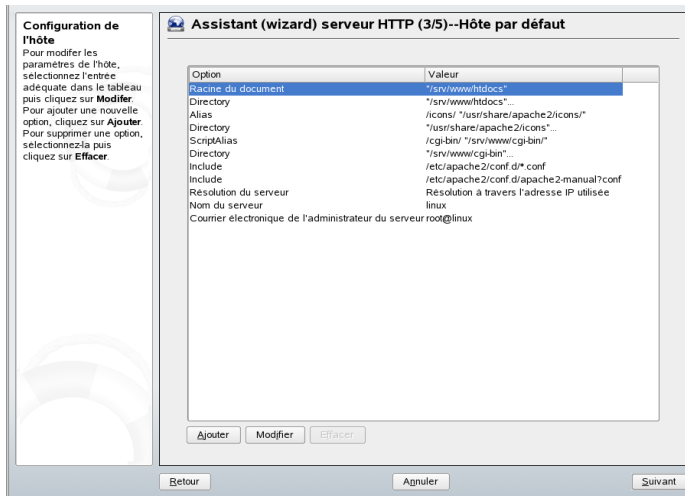 Configuration de
l'hôte
Pour modifier les
paramètres de l'hôte,
sélectionnez l'entrée
adéquate dans le tableau
puis cliquez sur Modifer.
Pour ajouter une nouvelle
option, cliquez sur Ajouter.
Pour supprimer une option,
sélectionnez-la puis
cliquez sur Effacer.
Assistant (wizard) serveur HTTP (3/5)--Hôte par défaut
Option Valeur
Racine du document "/srv/www/htdocs"
Directory "/srv/www/htdocs"...
Alias /icons/ "/usr/share/apache2/icons/"
Directory "/usr/share/apache2/icons"...
ScriptAlias /cgi-bin/ "/srv/www/cgi-bin/"
Directory "/srv/www/cgi-bin"...
Include /etc/apache2/conf.d/*.conf
Include /etc/apache2/conf.d/apache2-manual?conf
Résolution du serveur Résolution à travers l'adresse IP utilisée
Nom du serveur linux
Courrier électronique de l'administrateur du serveur root@linux
Ajouter Modifier Effacer
Retour Annuler Suivant